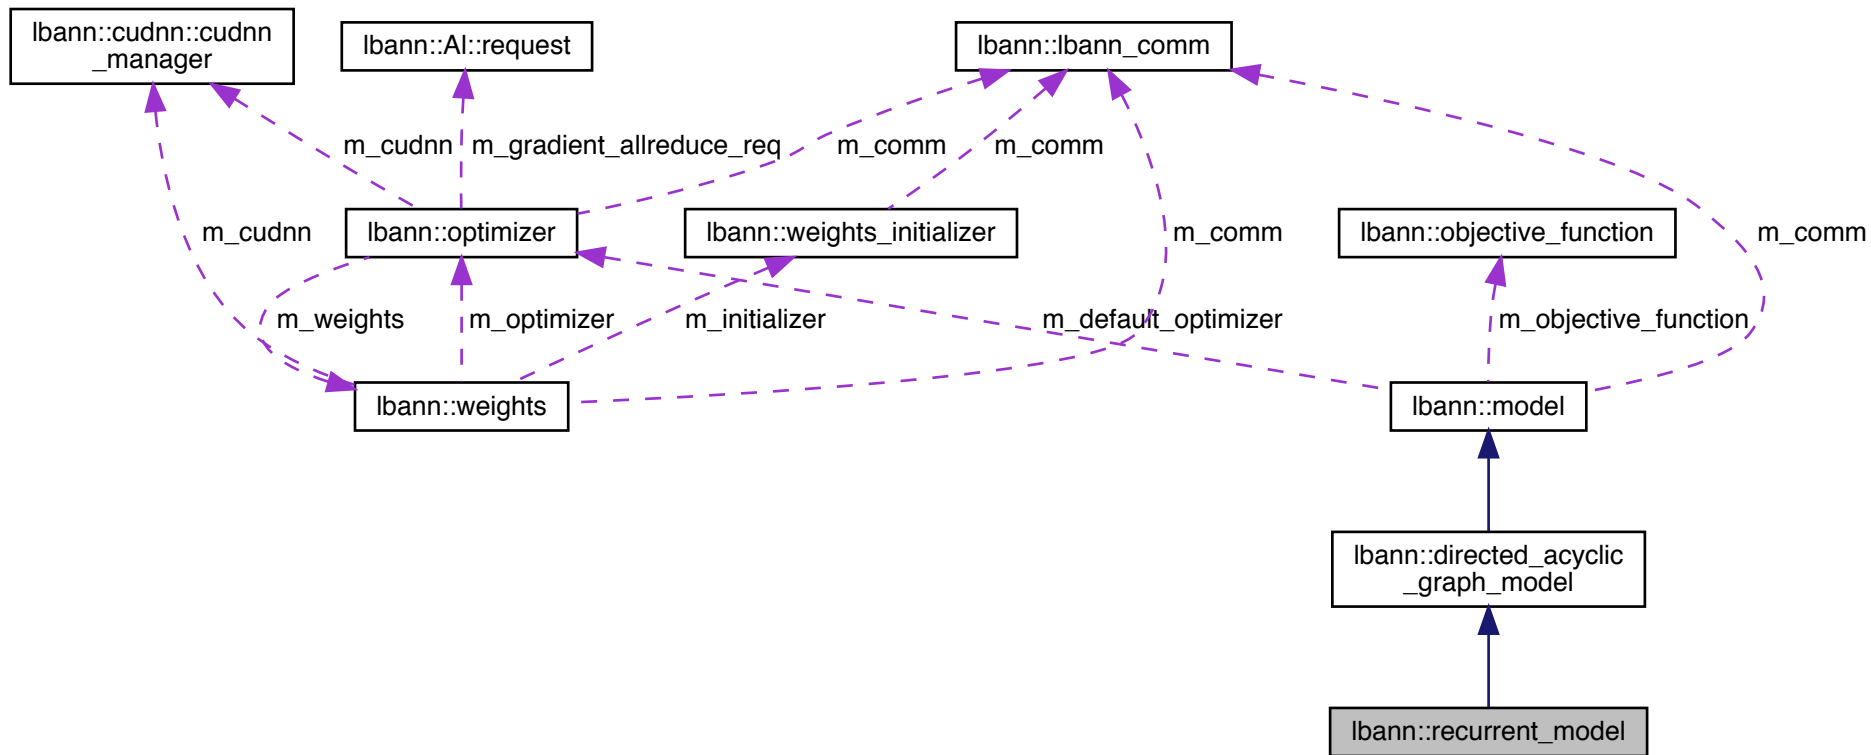 lbann::cudnn::cudnn
_manager
lbann::Al::request
lbann::lbann_comm
m_cudnn
m_gradient_allreduce_req
m_comm
m_comm
m_cudnn
lbann::optimizer
lbann::weights_initializer
m_comm
lbann::objective_function
m_comm
m_weights
m_optimizer
m_initializer
m_default_optimizer
m_objective_function
lbann::weights
lbann::model
lbann::directed_acyclic
_graph_model
lbann::recurrent_model